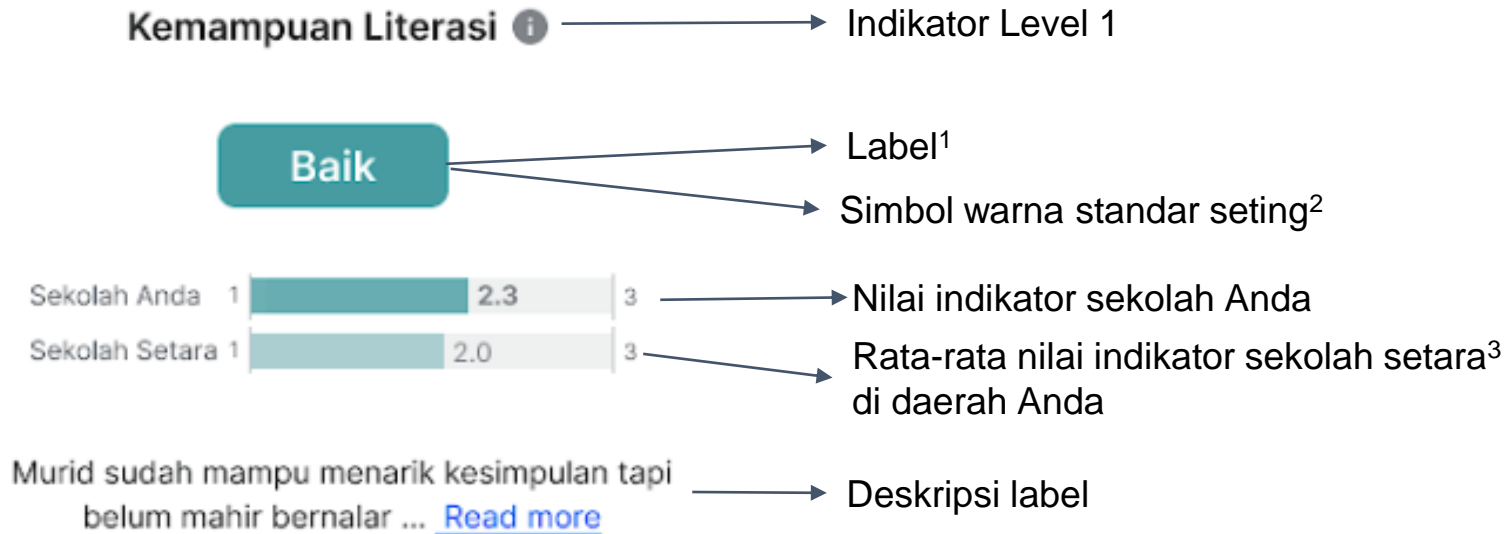 Kemampuan Literasi i Indikator Level 1
Baik
Label¹
Simbol warna standar seting²
Sekolah Anda 1 2.3 3 Nilai indikator sekolah Anda
Sekolah Setara 1 2.0 3 Rata-rata nilai indikator sekolah setara³
di daerah Anda
Murid sudah mampu menarik kesimpulan tapi
belum mahir bernalar ... Read more
Deskripsi label